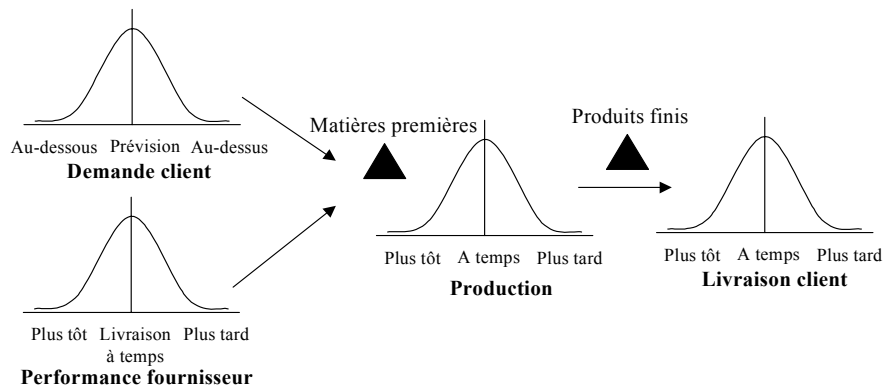 Au-dessous Prévision Au-dessus
Demande client
Plus tôt Livraison à temps Plus tard
Performance fournisseur
Matières premières
Plus tôt A temps Plus tard
Production
Produits finis
Plus tôt A temps Plus tard
Livraison client